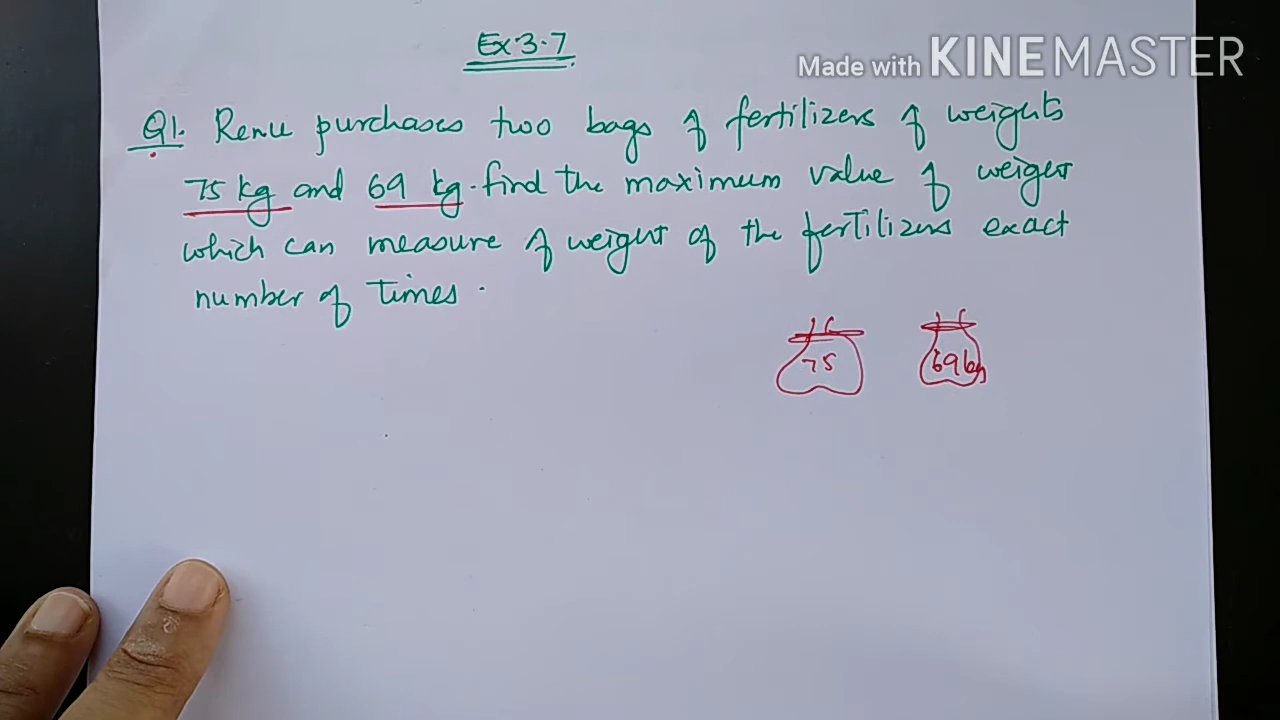 Ex 3.7
Made with KINEMASTER
Q1. Renu purchases two bags of fertilizers of weights
75 kg and 69 kg. find the maximum value of weight
which can measure of weight of the fertilizers exact
number of times.
75
69kg